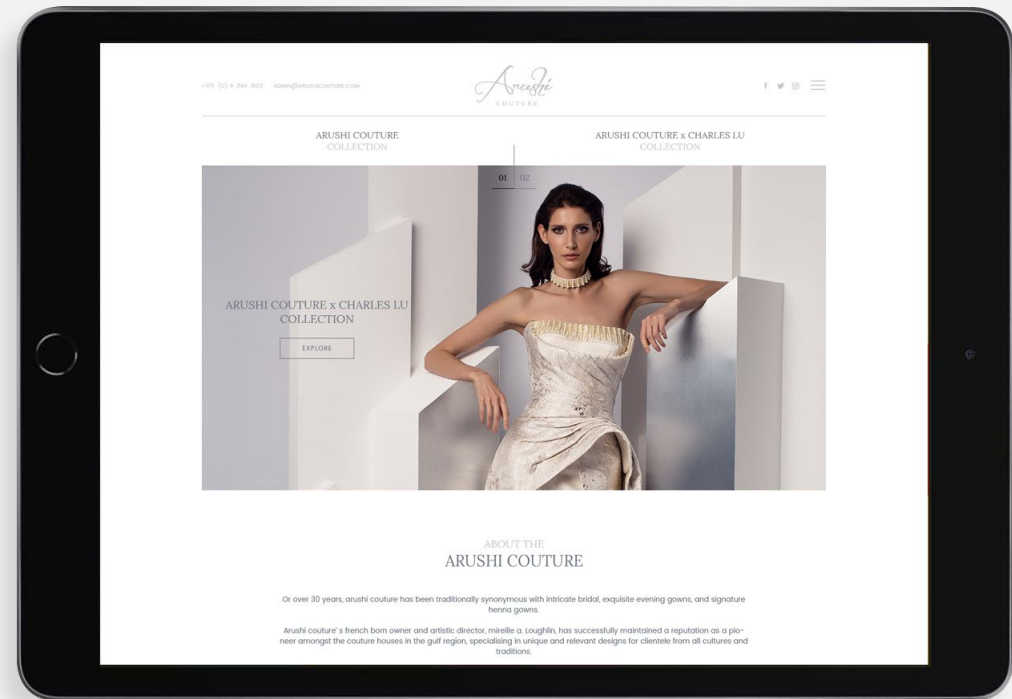 Arushi
COUTURE
ARUSHI COUTURE
COLLECTION
ARUSHI COUTURE x CHARLES LU
COLLECTION
01 02
ARUSHI COUTURE x CHARLES LU
COLLECTION
EXPLORE
ABOUT THE
ARUSHI COUTURE
Or over 30 years, arushi couture has been traditionally synonymous with intricate bridal, exquisite evening gowns, and signature
henna gowns.
Arushi couture' s french born owner and artistic director, mireille a. Loughlin, has successfully maintained a reputation as a pio-
neer amongst the couture houses in the gulf region, specialising in unique and relevant designs for clientele from all cultures and
traditions.